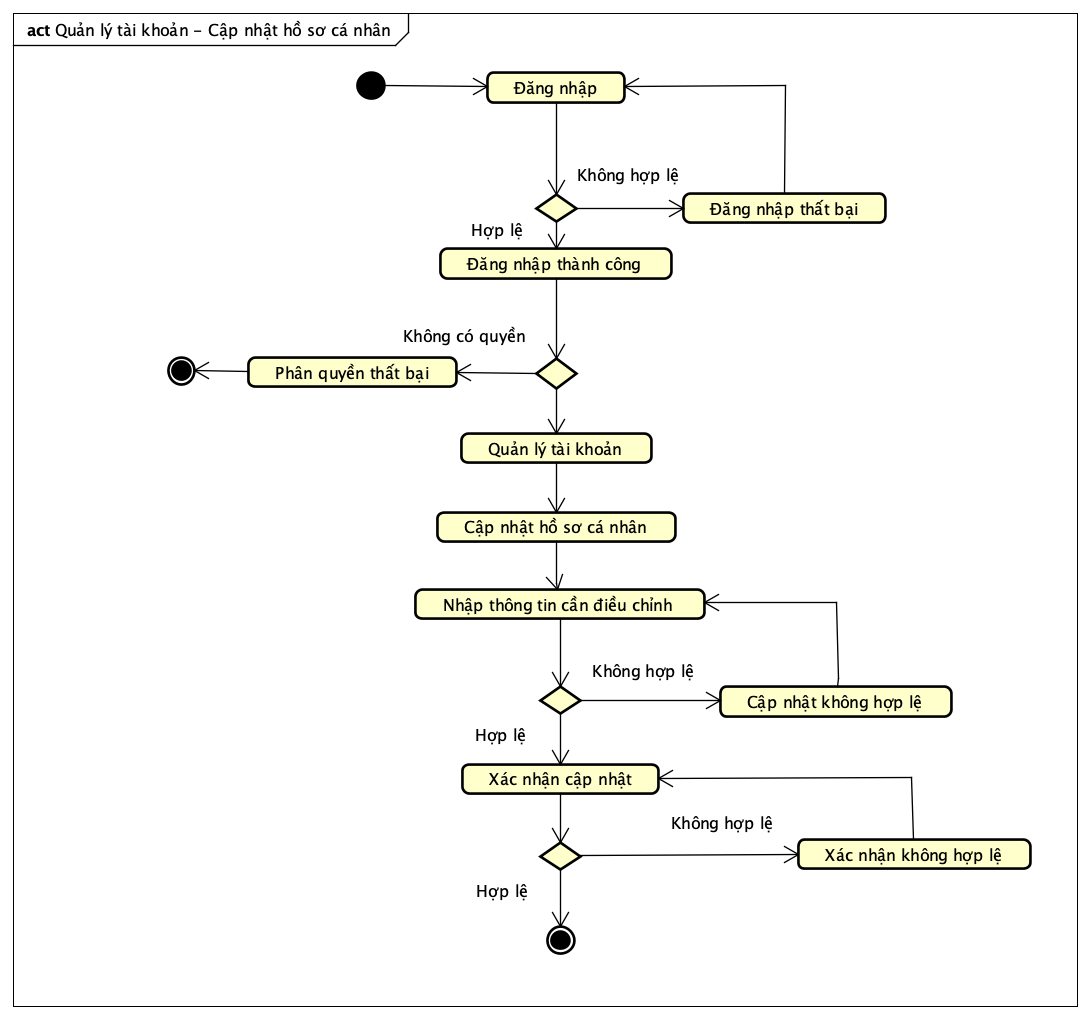 act Quản lý tài khoản - Cập nhật hồ sơ cá nhân
Đăng nhập
Không hợp lệ
Đăng nhập thất bại
Hợp lệ
Đăng nhập thành công
Không có quyền
Phân quyền thất bại
Quản lý tài khoản
Cập nhật hồ sơ cá nhân
Nhập thông tin cần điều chỉnh
Không hợp lệ
Cập nhật không hợp lệ
Hợp lệ
Xác nhận cập nhật
Không hợp lệ
Xác nhận không hợp lệ
Hợp lệ